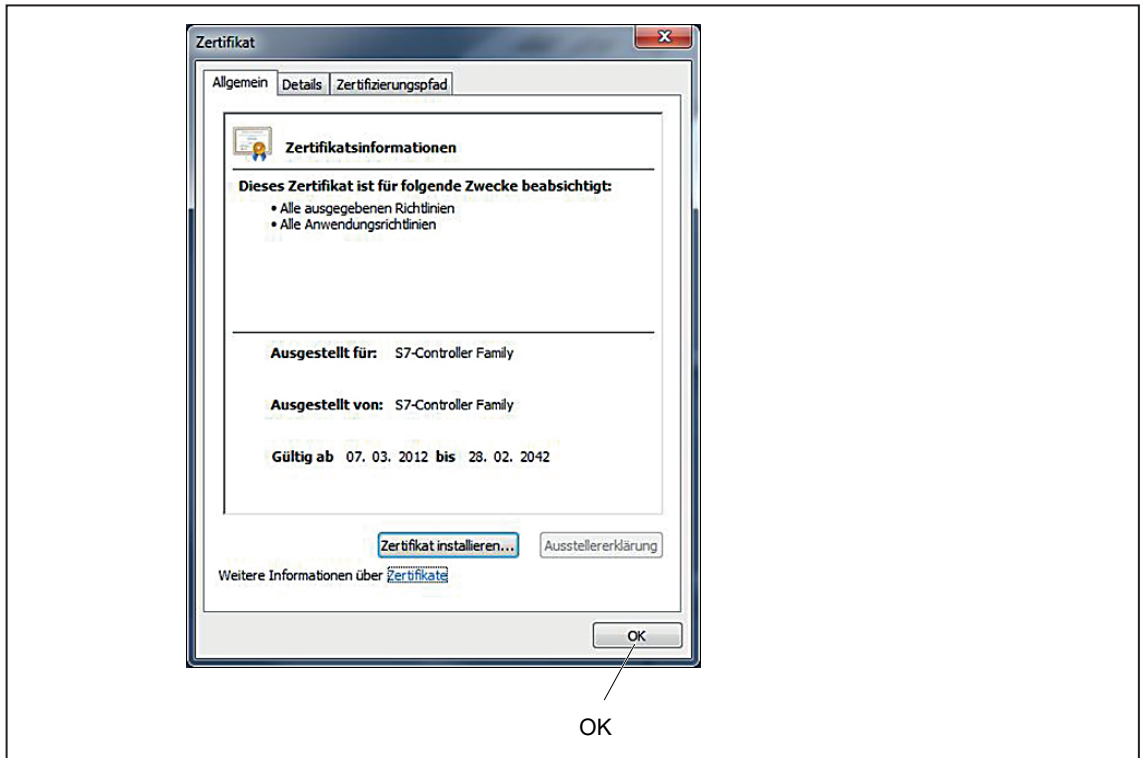 Zertifikat
Allgemein Details Zertifizierungspfad
Zertifikatsinformationen
Dieses Zertifikat ist für folgende Zwecke beabsichtigt:
• Alle ausgegebenen Richtlinien
• Alle Anwendungsrichtlinien
Ausgestellt für: S7-Controller Family
Ausgestellt von: S7-Controller Family
Gültig ab 07. 03. 2012 bis 28. 02. 2042
Zertifikat installieren... Ausstellererklärung
Weitere Informationen über Zertifikate
OK
OK